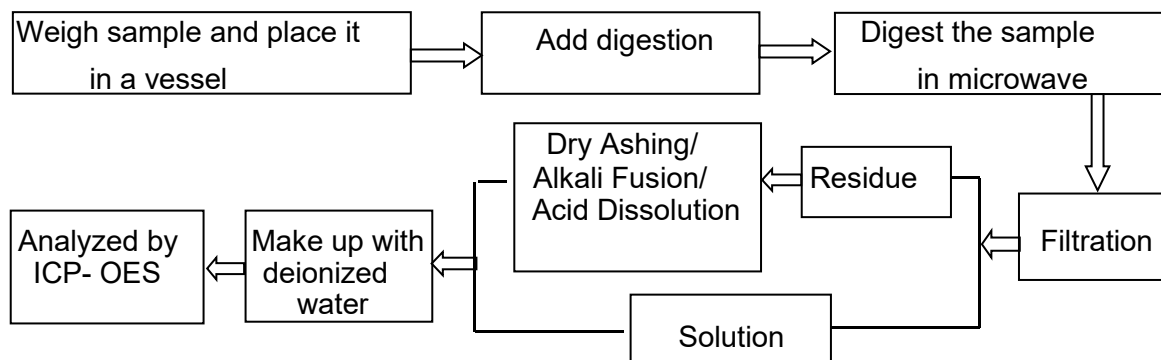 Weigh sample and place it
in a vessel
Add digestion
Digest the sample
in microwave
Filtration
Residue
Dry Ashing/
Alkali Fusion/
Acid Dissolution
Solution
Make up with
deionized
water
Analyzed by
ICP- OES